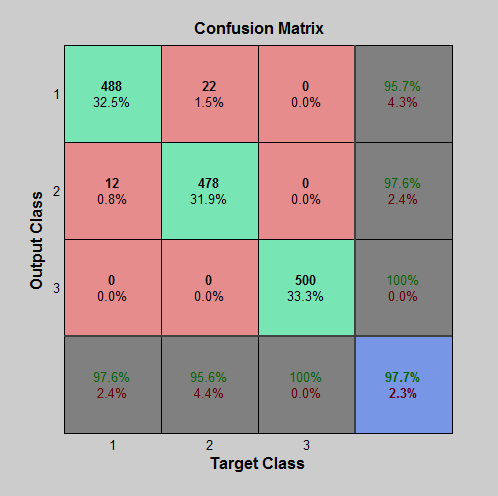 Confusion Matrix
488 22 0 95.7%
1
32.5% 1.5% 0.0% 4.3%
12 478 0 97.6%
2
0.8% 31.9% 0.0% 2.4%
0 0 500 100%
3
0.0% 0.0% 33.3% 0.0%
97.6% 95.6% 100% 97.7%
2.4% 4.4% 0.0% 2.3%
1 2 3
Target Class
Output Class